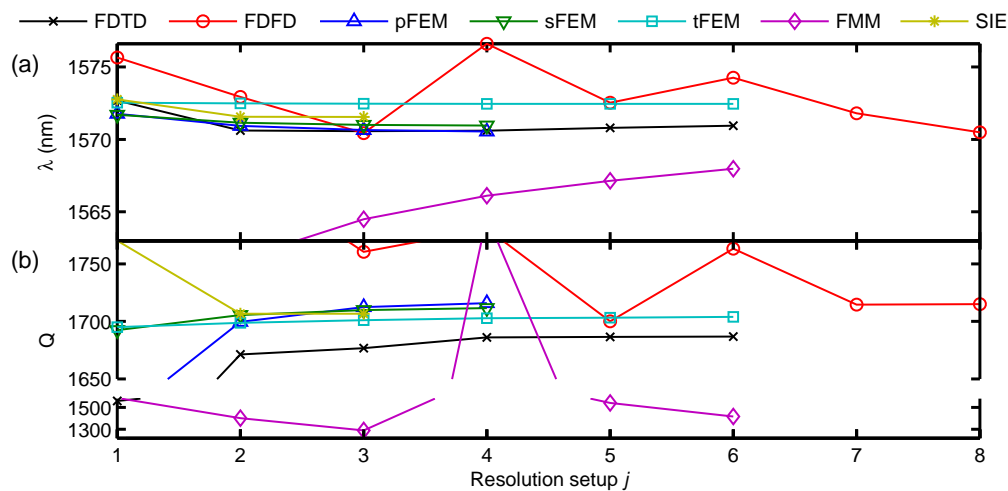 FDTD FDFD pFEM sFEM tFEM FMM SIE
(a)
1575
1570
1565
λ (nm)
(b)
1750
1700
1650
1500
1300
Q
1 2 3 4 5 6 7 8
Resolution setup j